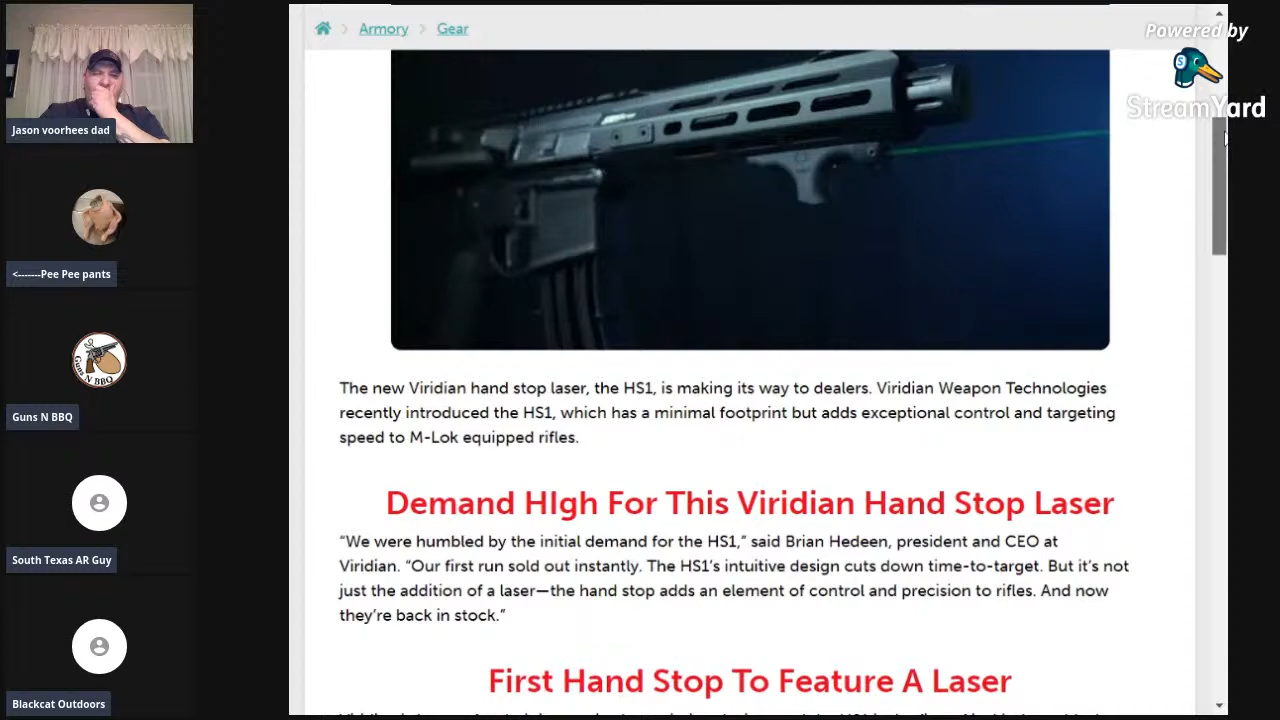 Jason voorhees dad
<-------Pee Pee pants
Guns N BBQ
Guns N BBQ
South Texas AR Guy
Blackcat Outdoors
Armory
Gear
Powered by
S
StreamYard
The new Viridian hand stop laser, the HS1, is making its way to dealers. Viridian Weapon Technologies
recently introduced the HS1, which has a minimal footprint but adds exceptional control and targeting
speed to M-Lok equipped rifles.
Demand HIgh For This Viridian Hand Stop Laser
“We were humbled by the initial demand for the HS1,” said Brian Hedeen, president and CEO at
Viridian. “Our first run sold out instantly. The HS1’s intuitive design cuts down time-to-target. But it’s not
just the addition of a laser—the hand stop adds an element of control and precision to rifles. And now
they’re back in stock.”
First Hand Stop To Feature A Laser